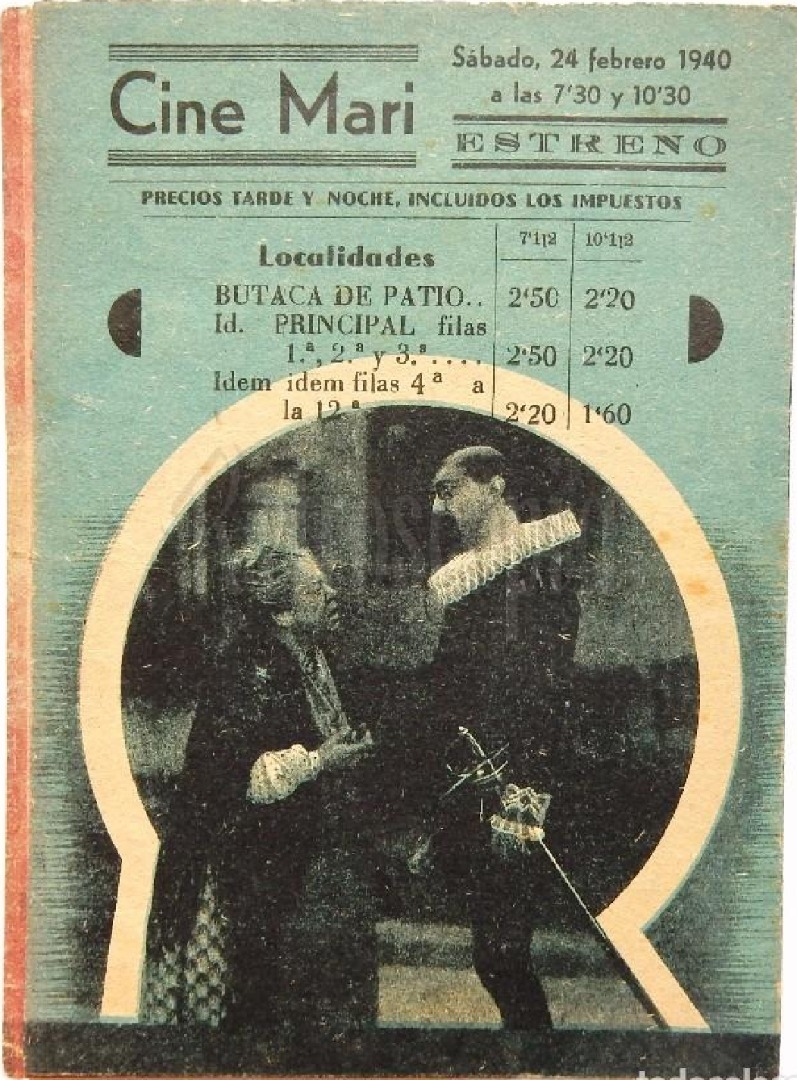 Cine Mari
Sábado, 24 febrero 1940
a las 7'30 y 10'30
ESTRENO
PRECIOS TARDE Y NOCHE, INCLUIDOS LOS IMPUESTOS
Localidades 7'1|2 10'1|2
BUTACA DE PATIO.. 2'50 2'20
Id. PRINCIPAL filas
1.ª, 2.ª y 3.ª.... 2'50 2'20
Idem idem filas 4ª a
la 12.ª 2'20 1'60